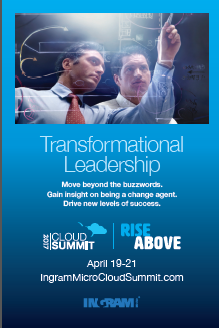 Transformational
Leadership
Move beyond the buzzwords.
Gain insight on being a change agent.
Drive new levels of success.
2017 CLOUD SUMMIT
RISE
ABOVE
April 19-21
IngramMicroCloudSummit.com
INGRAM